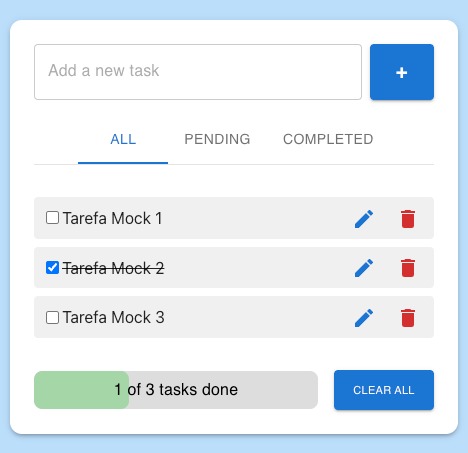 Add a new task
+
ALL PENDING COMPLETED
Tarefa Mock 1
Tarefa Mock 2
Tarefa Mock 3
1 of 3 tasks done
CLEAR ALL